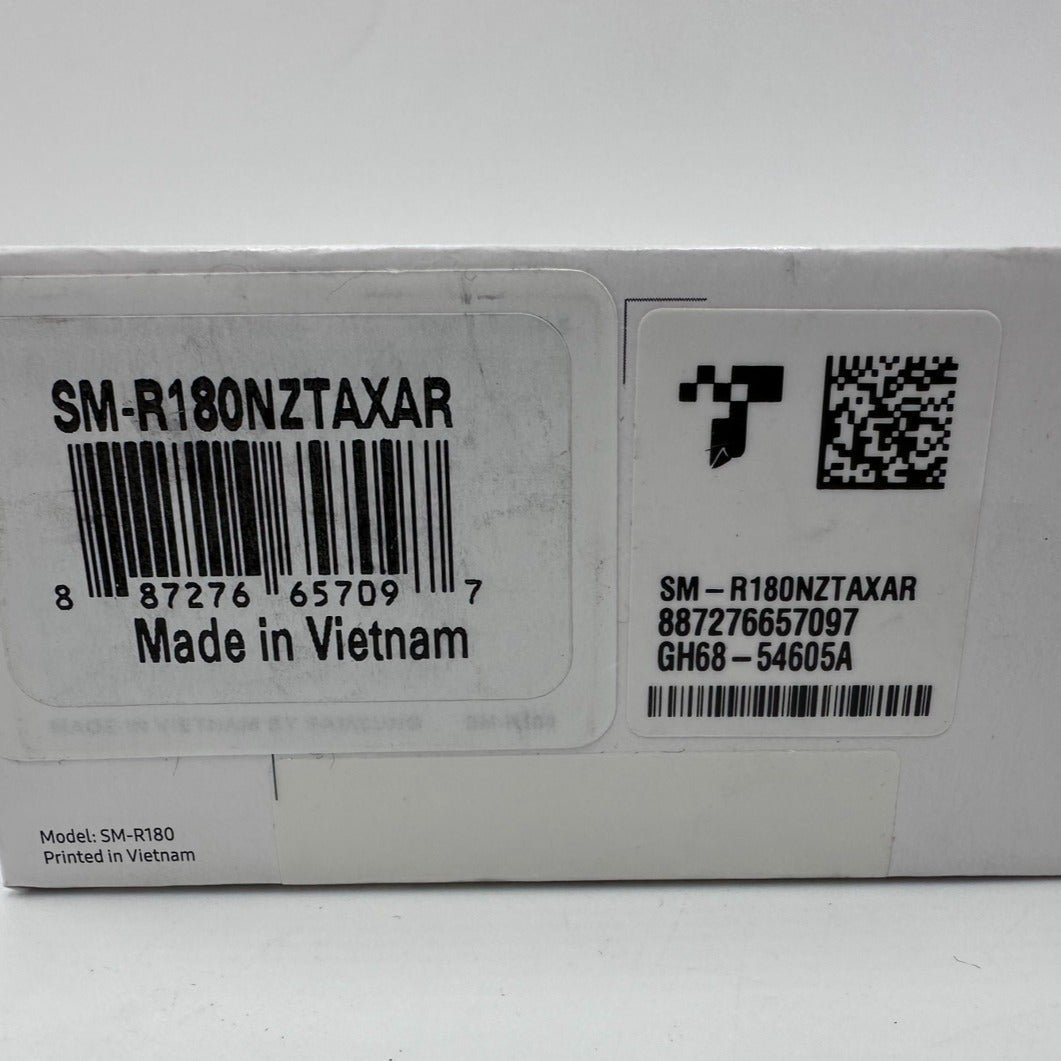 SM-R180NZTAXAR
8 87276 65709 7
Made in Vietnam
SM-R180NZTAXAR
887276657097
GH68-54605A
Model: SM-R180
Printed in Vietnam